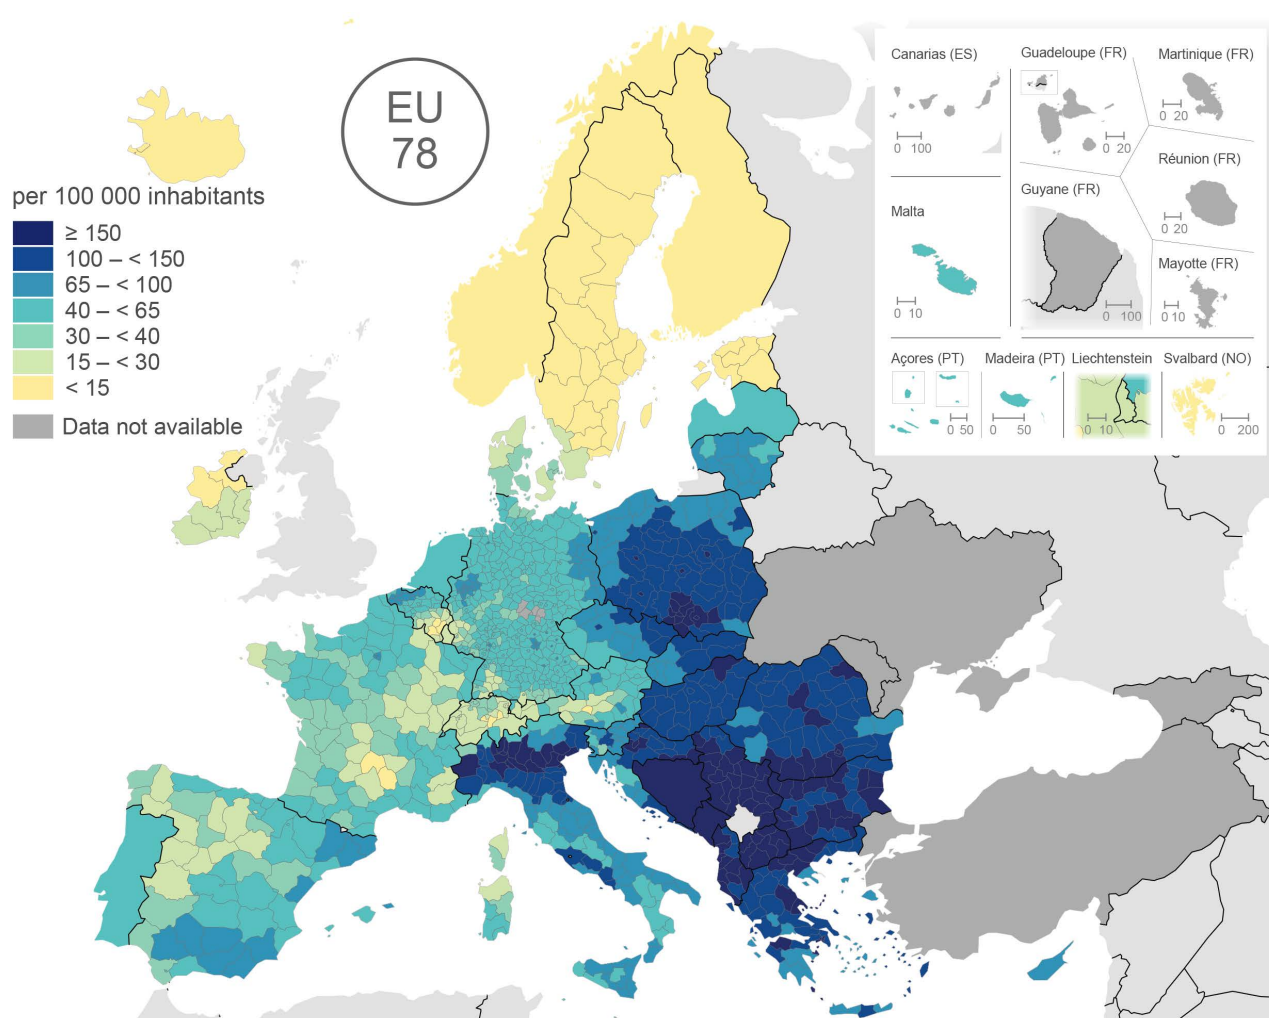 EU
78
per 100 000 inhabitants
≥ 150
100 – < 150
65 – < 100
40 – < 65
30 – < 40
15 – < 30
< 15
Data not available
Canarias (ES)
0 100
Guadeloupe (FR)
0 20
Martinique (FR)
0 20
Réunion (FR)
0 20
Malta
0 10
Guyane (FR)
0 100
Mayotte (FR)
0 10
Açores (PT)
0 50
Madeira (PT)
0 50
Liechtenstein
0 10
Svalbard (NO)
0 200